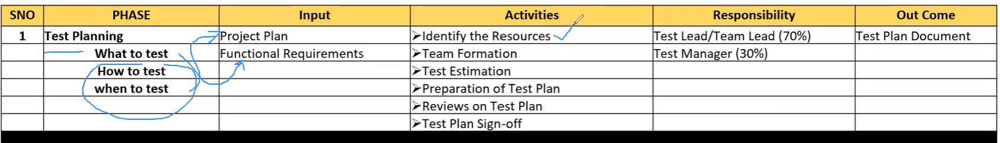 SNO PHASE Input Activities Responsibility Out Come
1 Test Planning Project Plan ➢Identify the Resources Test Lead/Team Lead (70%) Test Plan Document
What to test Functional Requirements ➢Team Formation Test Manager (30%)
How to test ➢Test Estimation
when to test ➢Preparation of Test Plan
➢Reviews on Test Plan
➢Test Plan Sign-off